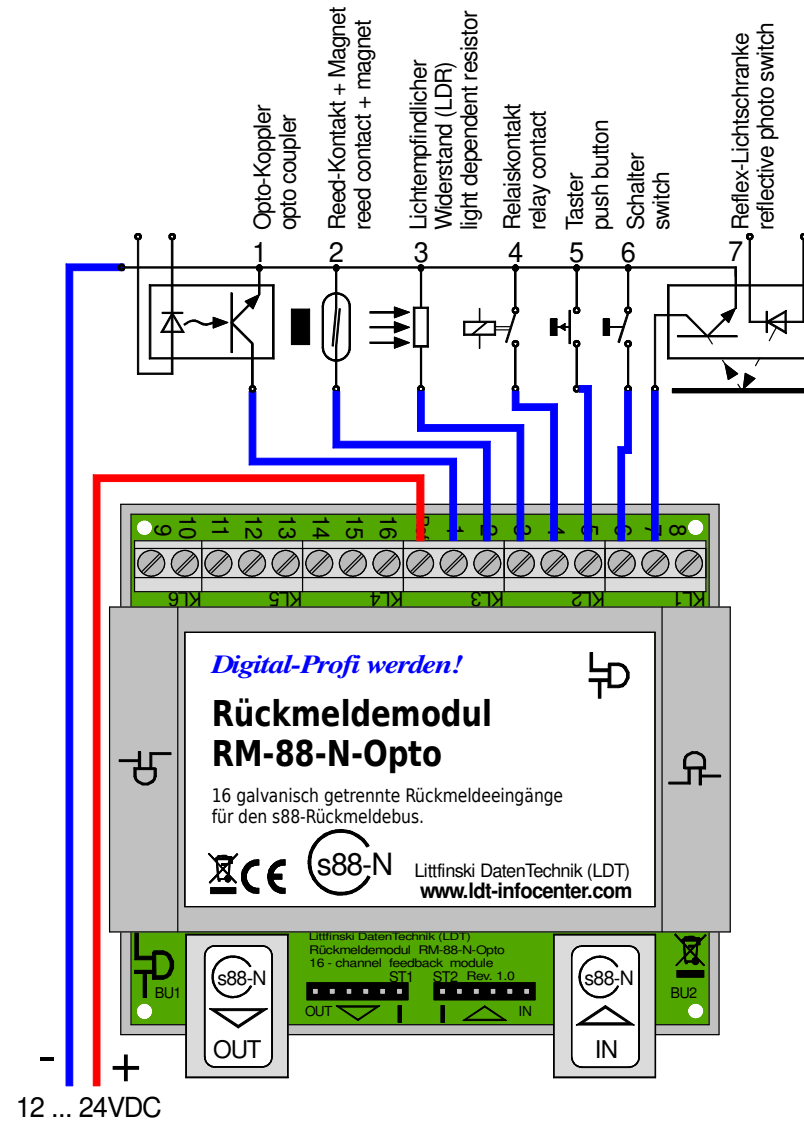 Opto-Koppler
opto coupler
Reed-Kontakt + Magnet
reed contact + magnet
Lichtempfindlicher
Widerstand (LDR)
light dependent resistor
Relaiskontakt
relay contact
Taster
push button
Schalter
switch
Reflex-Lichtschranke
reflective photo switch
1 2 3 4 5 6 7
9 10 11 12 13 14 15 16 1 2 3 4 5 6 7 8
KL6 KL5 KL4 KL3 KL2 KL1
Digital-Profi werden!
Rückmeldemodul
RM-88-N-Opto
16 galvanisch getrennte Rückmeldeeingänge
für den s88-Rückmeldebus.
CE
s88-N
Littfinski DatenTechnik (LDT)
www.ldt-infocenter.com
Littfinski DatenTechnik (LDT)
Rückmeldemodul RM-88-N-Opto
16 - channel feedback module
ST1 ST2 Rev. 1.0
OUT IN
BU1
s88-N
OUT
s88-N
IN
BU2
- +
12 ... 24VDC